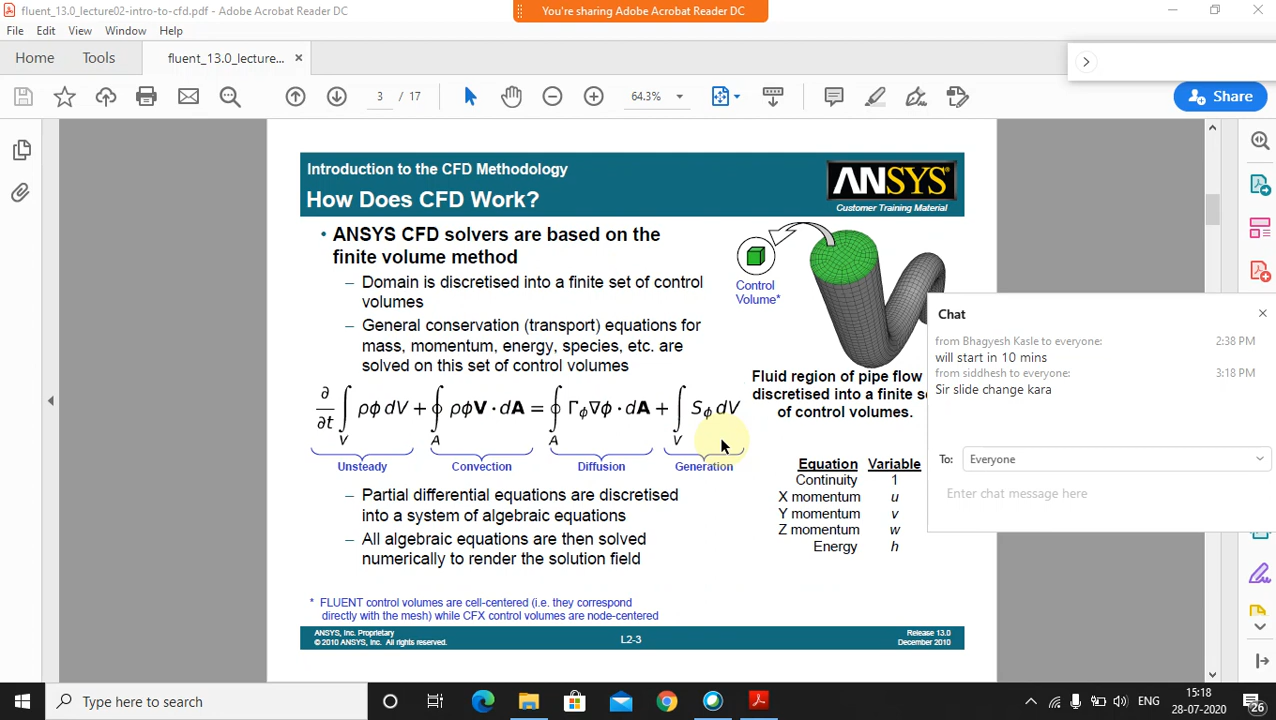 fluent_13.0_lecture02-intro-to-cfd.pdf - Adobe Acrobat Reader DC
You're sharing Adobe Acrobat Reader DC
File Edit View Window Help
Home Tools fluent_13.0_lecture... ×
3 / 17 64.3% Share
Introduction to the CFD Methodology
How Does CFD Work?
ANSYS
Customer Training Material
• ANSYS CFD solvers are based on the
finite volume method
– Domain is discretised into a finite set of control
volumes
– General conservation (transport) equations for
mass, momentum, energy, species, etc. are
solved on this set of control volumes
Control
Volume*
Fluid region of pipe flow
discretized into a finite s
of control volumes.
∂/∂t ∫V ρϕ dV + ∮A ρϕV · dA = ∮A Γϕ∇ϕ · dA + ∫V Sϕ dV
Unsteady Convection Diffusion Generation
Equation Variable
Continuity 1
X momentum u
Y momentum v
Z momentum w
Energy h
– Partial differential equations are discretised
into a system of algebraic equations
– All algebraic equations are then solved
numerically to render the solution field
* FLUENT control volumes are cell-centered (i.e. they correspond
directly with the mesh) while CFX control volumes are node-centered
ANSYS, Inc. Proprietary
© 2010 ANSYS, Inc. All rights reserved.
L2-3
Release 13.0
December 2010
Chat
from Bhagyesh Kasle to everyone: 2:38 PM
will start in 10 mins
from siddhesh to everyone: 3:18 PM
Sir slide change kara
To: Everyone
Enter chat message here
Type here to search
ENG
15:18
28-07-2020
26